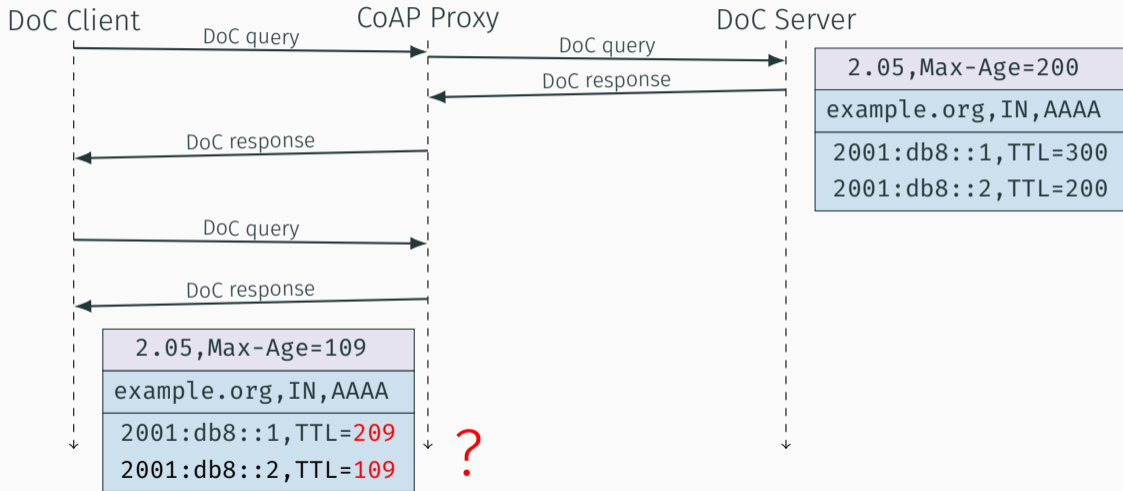 DoC Client
CoAP Proxy
DoC Server
DoC query
DoC query
DoC response
DoC response
2.05,Max-Age=200
example.org,IN,AAAA
2001:db8::1,TTL=300
2001:db8::2,TTL=200
DoC query
DoC response
2.05,Max-Age=109
example.org,IN,AAAA
2001:db8::1,TTL=209
2001:db8::2,TTL=109
?